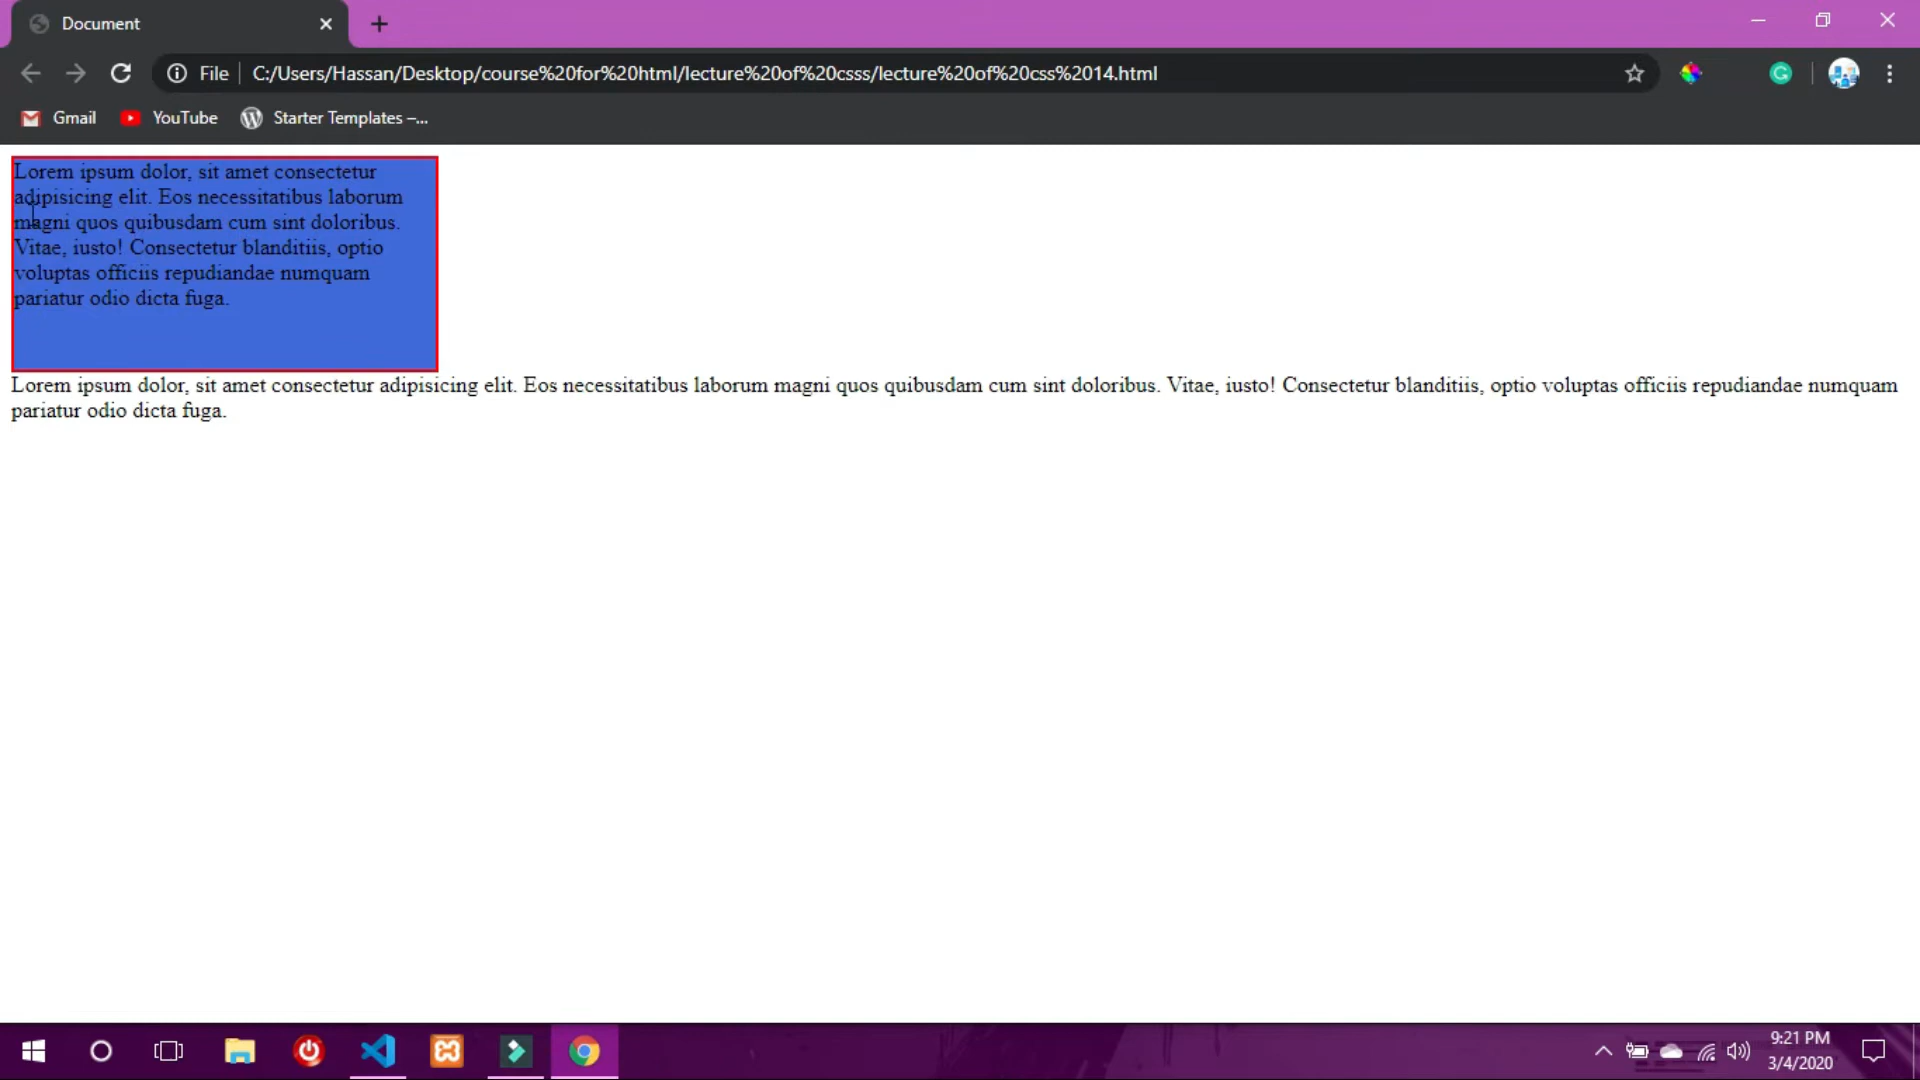 Document
File
C:/Users/Hassan/Desktop/course%20for%20html/lecture%20of%20csss/lecture%20of%20css%2014.html
Gmail
YouTube
Starter Templates –...
Lorem ipsum dolor, sit amet consectetur
adipisicing elit. Eos necessitatibus laborum
magni quos quibusdam cum sint doloribus.
Vitae, iusto! Consectetur blanditiis, optio
voluptas officiis repudiandae numquam
pariatur odio dicta fuga.
Lorem ipsum dolor, sit amet consectetur adipisicing elit. Eos necessitatibus laborum magni quos quibusdam cum sint doloribus. Vitae, iusto! Consectetur blanditiis, optio voluptas officiis repudiandae numquam
pariatur odio dicta fuga.
9:21 PM
3/4/2020